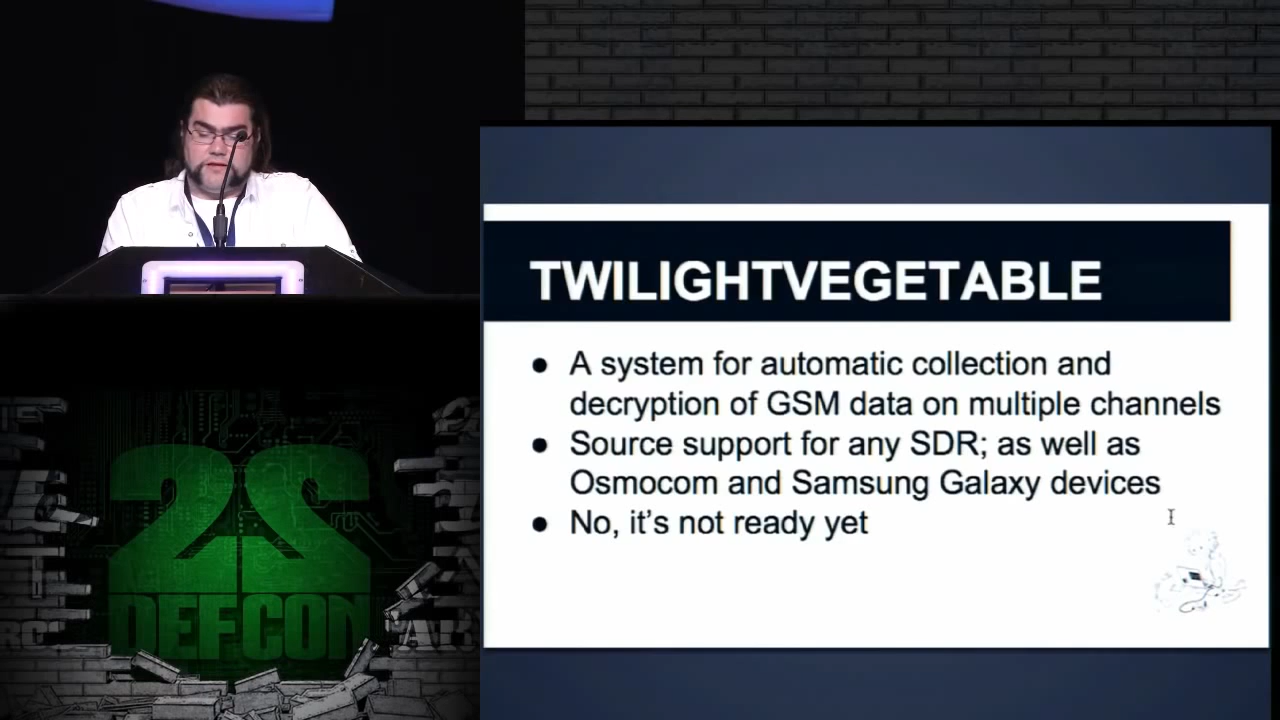 TWILIGHTVEGETABLE
● A system for automatic collection and
decryption of GSM data on multiple channels
● Source support for any SDR; as well as
Osmocom and Samsung Galaxy devices
● No, it's not ready yet
22
DEFCON